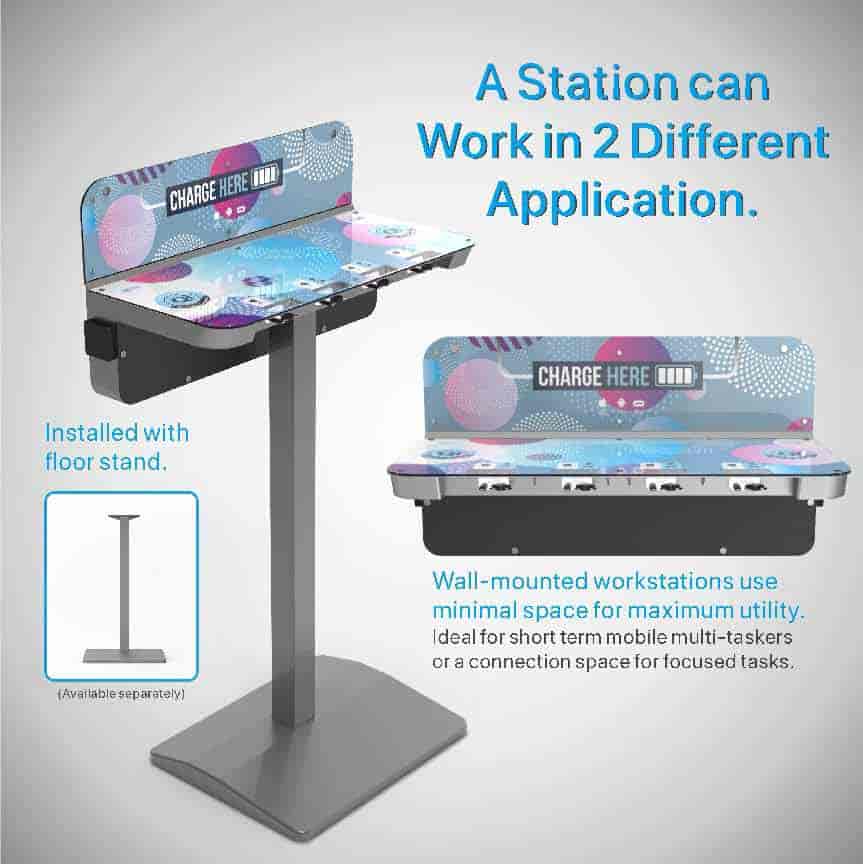 A Station can
Work in 2 Different
Application.
CHARGE HERE
Installed with
floor stand.
(Available separately)
CHARGE HERE
Wall-mounted workstations use
minimal space for maximum utility.
Ideal for short term mobile multi-taskers
or a connection space for focused tasks.